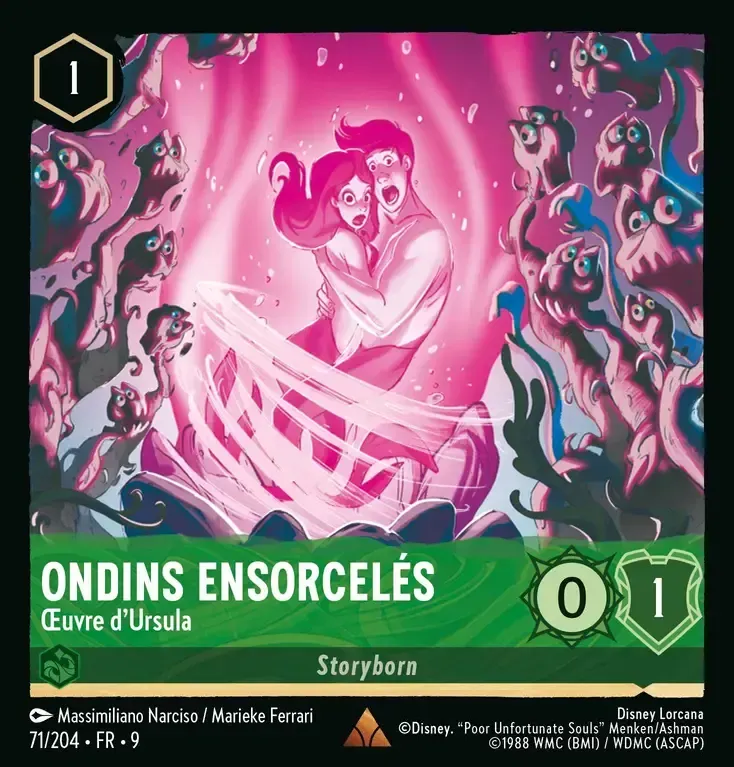 1
ONDINS ENSORCELÉS
Œuvre d'Ursula
0
1
Storyborn
Massimiliano Narciso / Marieke Ferrari
71/204 • FR • 9
Disney Lorcana
©Disney. “Poor Unfortunate Souls” Menken/Ashman
©1988 WMC (BMI) / WDMC (ASCAP)